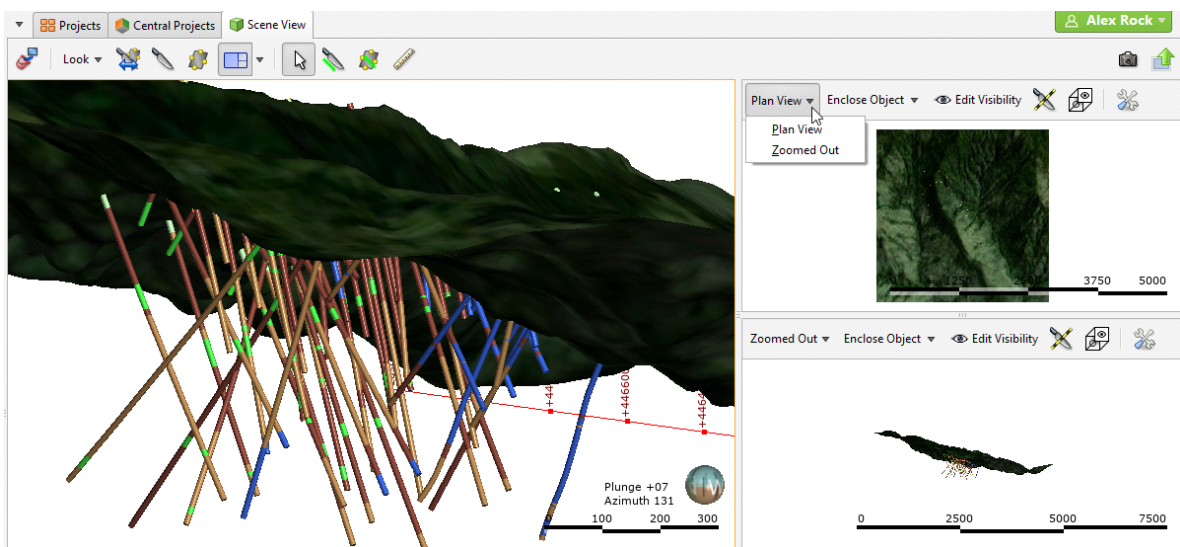 Projects Central Projects Scene View Alex Rock
Look
Plan View Enclose Object Edit Visibility
Plan View
Zoomed Out
3750 5000
Zoomed Out Enclose Object Edit Visibility
+446600
Plunge +07
Azimuth 131
0 100 200 300
0 2500 5000 7500